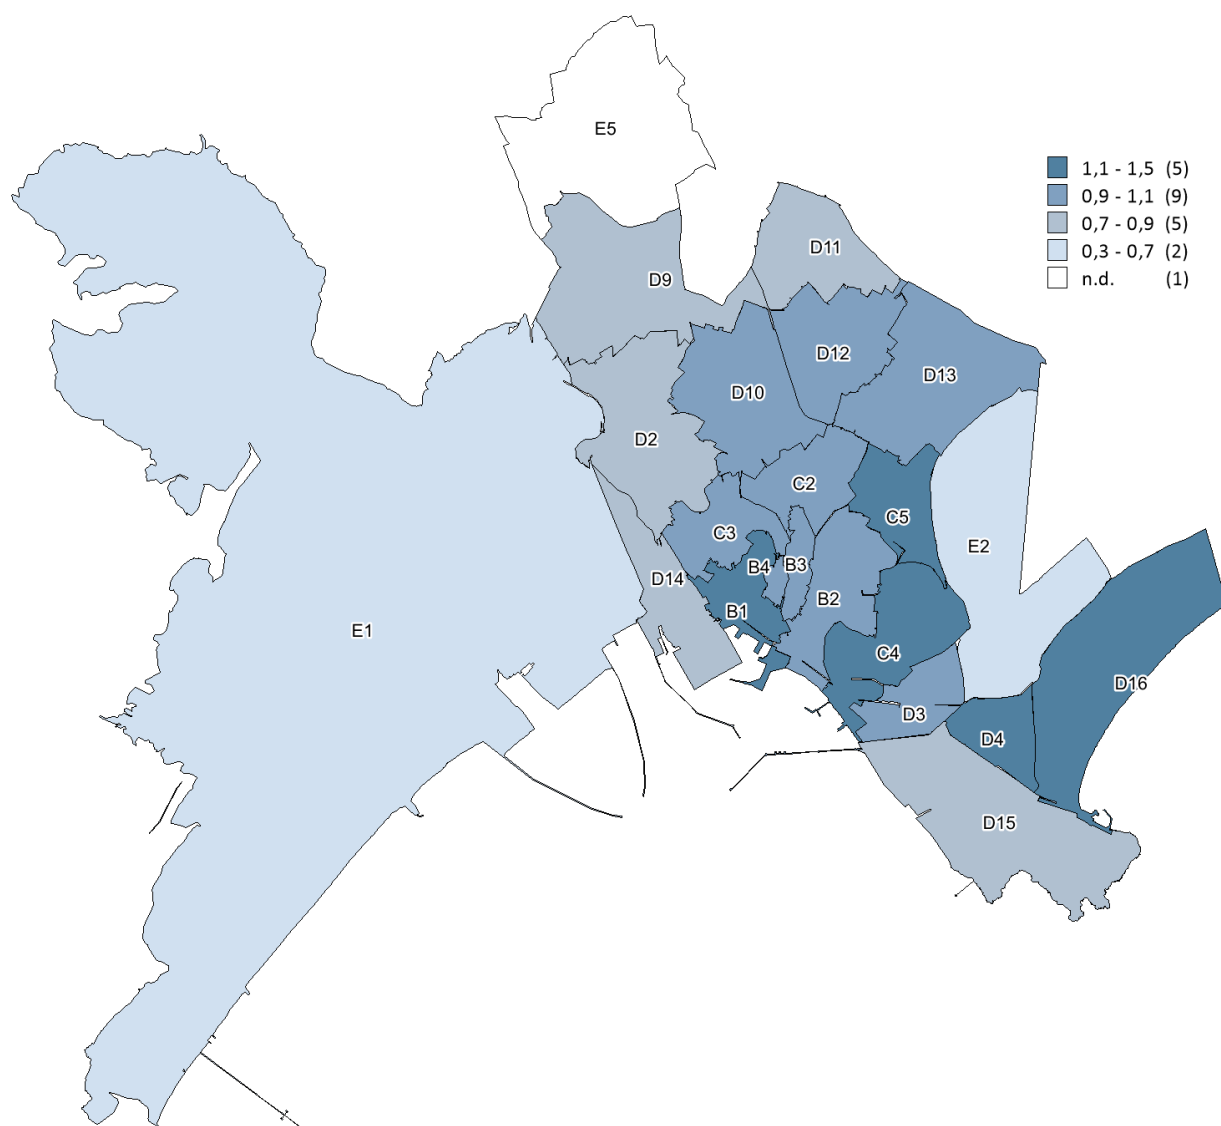 E5
1,1 - 1,5 (5)
0,9 - 1,1 (9)
0,7 - 0,9 (5)
0,3 - 0,7 (2)
n.d. (1)
D11
D9
D12
D13
D10
D2
C2
C5
C3
E2
B4
B3
D14
B2
B1
E1
C4
D16
D3
D4
D15